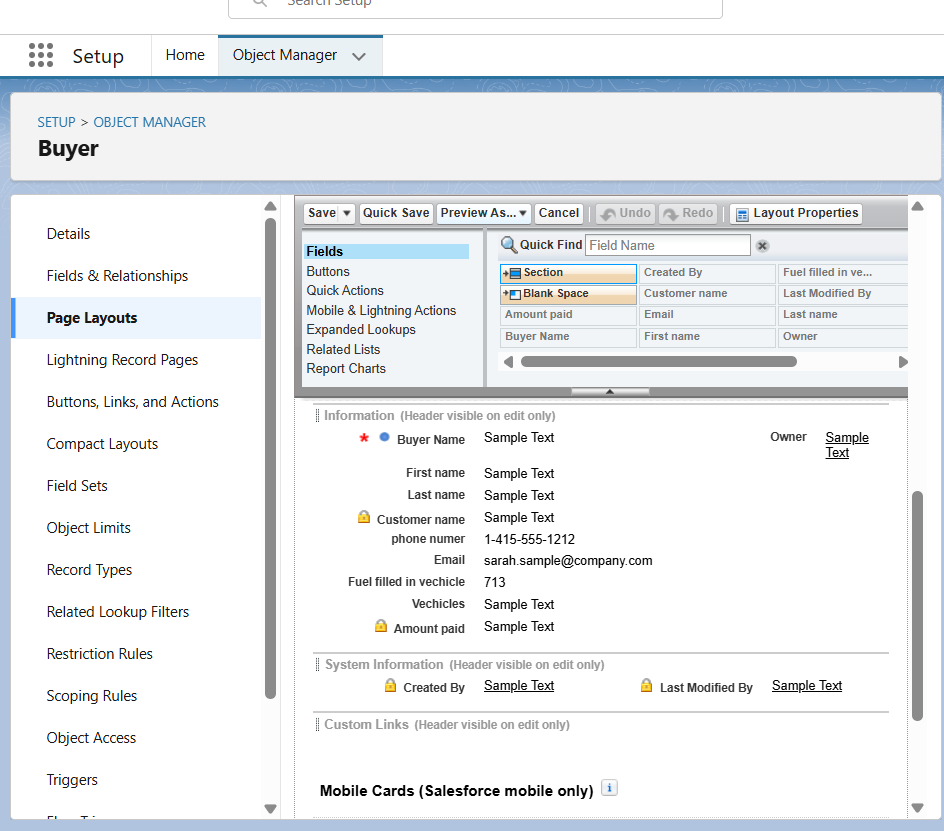 Search Setup
Setup Home Object Manager
SETUP > OBJECT MANAGER
Buyer
Details
Fields & Relationships
Page Layouts
Lightning Record Pages
Buttons, Links, and Actions
Compact Layouts
Field Sets
Object Limits
Record Types
Related Lookup Filters
Restriction Rules
Scoping Rules
Object Access
Triggers
Save Quick Save Preview As... Cancel Undo Redo Layout Properties
Fields
Buttons
Quick Actions
Mobile & Lightning Actions
Expanded Lookups
Related Lists
Report Charts
Quick Find Field Name
Section Created By Fuel filled in ve...
Blank Space Customer name Last Modified By
Amount paid Email Last name
Buyer Name First name Owner
Information (Header visible on edit only)
* Buyer Name Sample Text Owner Sample
Text
First name Sample Text
Last name Sample Text
Customer name Sample Text
phone numer 1-415-555-1212
Email sarah.sample@company.com
Fuel filled in vechicle 713
Vechicles Sample Text
Amount paid Sample Text
System Information (Header visible on edit only)
Created By Sample Text Last Modified By Sample Text
Custom Links (Header visible on edit only)
Mobile Cards (Salesforce mobile only) i